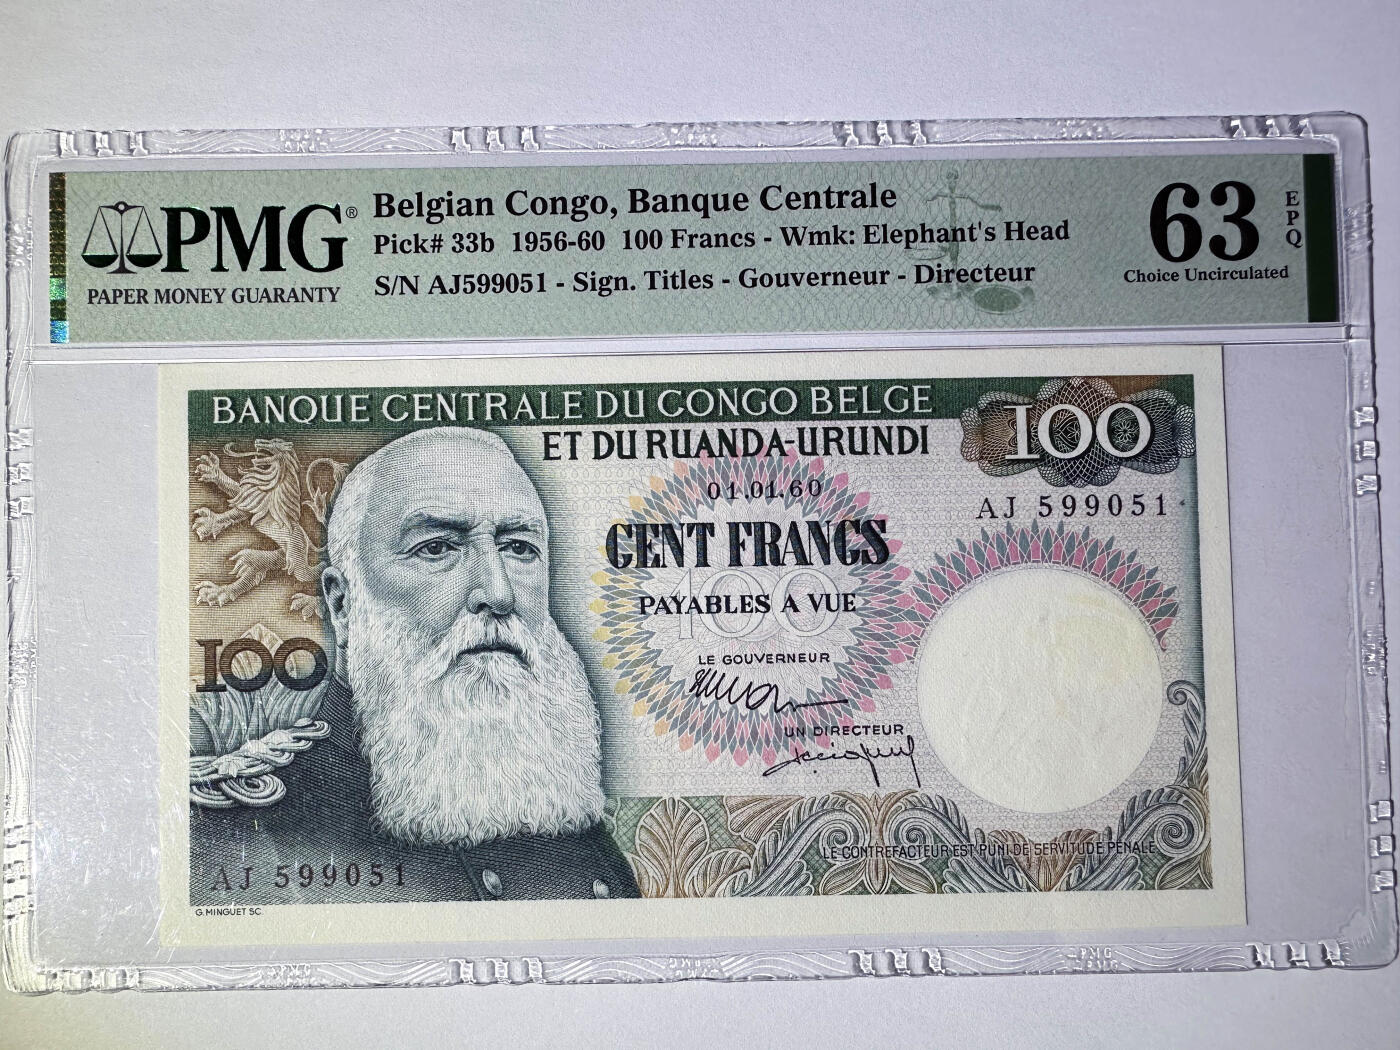 PMG®
PAPER MONEY GUARANTY
Belgian Congo, Banque Centrale
Pick# 33b 1956-60 100 Francs - Wmk: Elephant's Head
S/N AJ599051 - Sign. Titles - Gouverneur - Directeur
63
EPQ
Choice Uncirculated
BANQUE CENTRALE DU CONGO BELGE
ET DU RUANDA-URUNDI
100
01.01.60
AJ 599051
CENT FRANCS
100
PAYABLES A VUE
100
LE GOUVERNEUR
UN DIRECTEUR
LE CONTREFACTEUR EST PUNI DE SERVITUDE PENALE
AJ 599051
G. MINGUET SC.